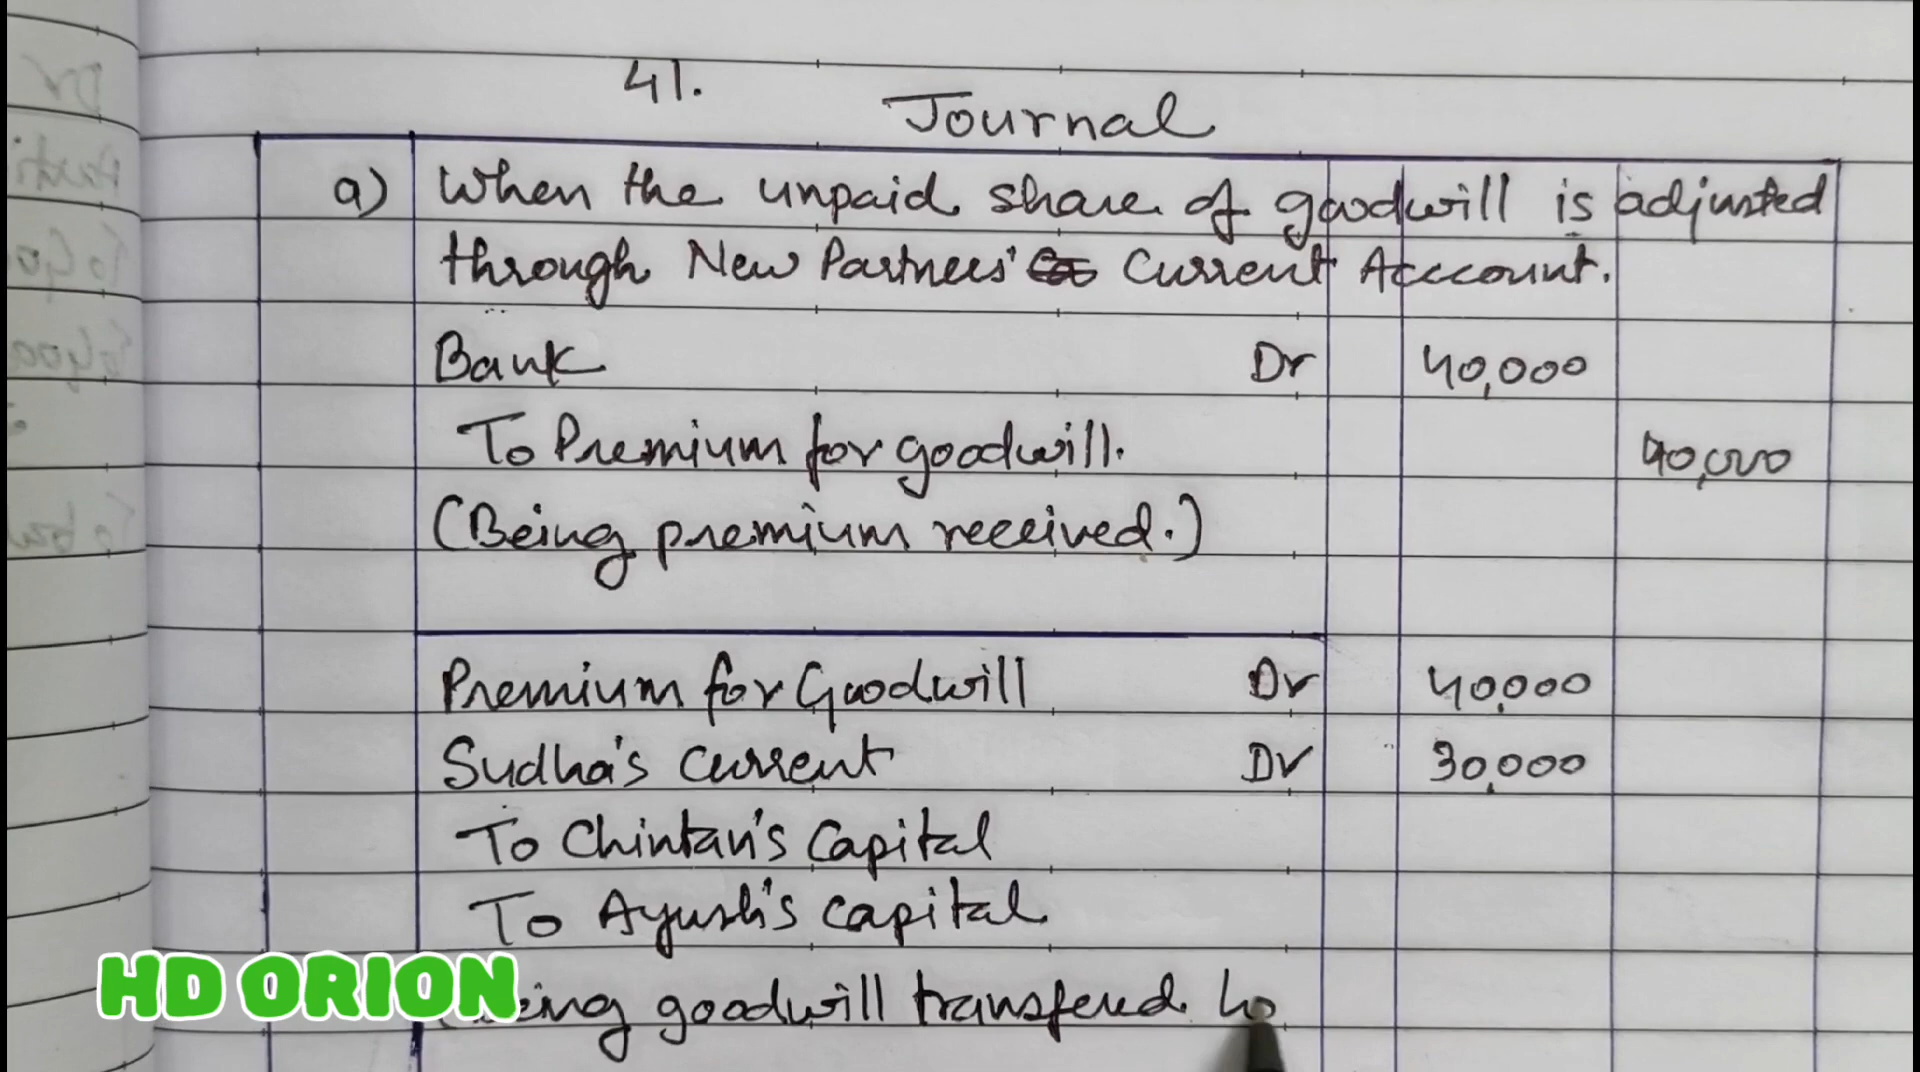 41.
Journal
a) When the unpaid share of goodwill is adjusted
through New Partners' Current Acccount.
Bank Dr 40,000
To Premium for goodwill. 40,000
(Being premium received.)
Premium for Goodwill Dr 40,000
Sudha's Current Dr 30,000
To Chintan's Capital
To Ayush's capital
eing goodwill transfered to
HD ORION